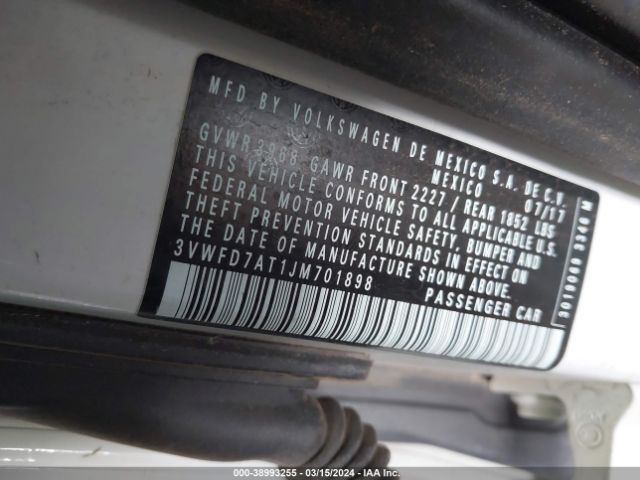 MFD BY VOLKSWAGEN DE MEXICO S.A. DE C.V.
MEXICO 07/17
GVWR 3968 GAWR FRONT 2227 / REAR 1852 LBS
THIS VEHICLE CONFORMS TO ALL APPLICABLE U.S.
FEDERAL MOTOR VEHICLE SAFETY, BUMPER AND
THEFT PREVENTION STANDARDS IN EFFECT ON
THE DATE OF MANUFACTURE SHOWN ABOVE
3VWFD7AT1JM701898 PASSENGER CAR
000-38993255 - 03/15/2024 - IAA Inc.